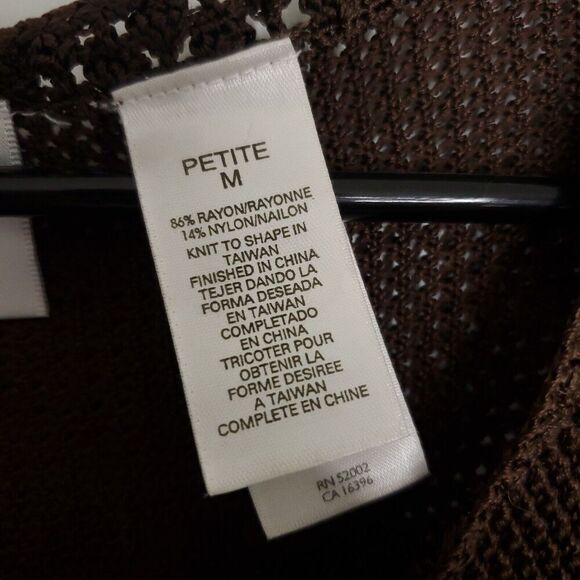 PETITE
M
86% RAYON/RAYONNE
14% NYLON/NAILON
KNIT TO SHAPE IN
TAIWAN
FINISHED IN CHINA
TEJER DANDO LA
FORMA DESEADA
EN TAIWAN
COMPLETADO
EN CHINA
TRICOTER POUR
OBTENIR LA
FORME DESIREE
A TAIWAN
COMPLETE EN CHINE
RN 52002
CA 16396